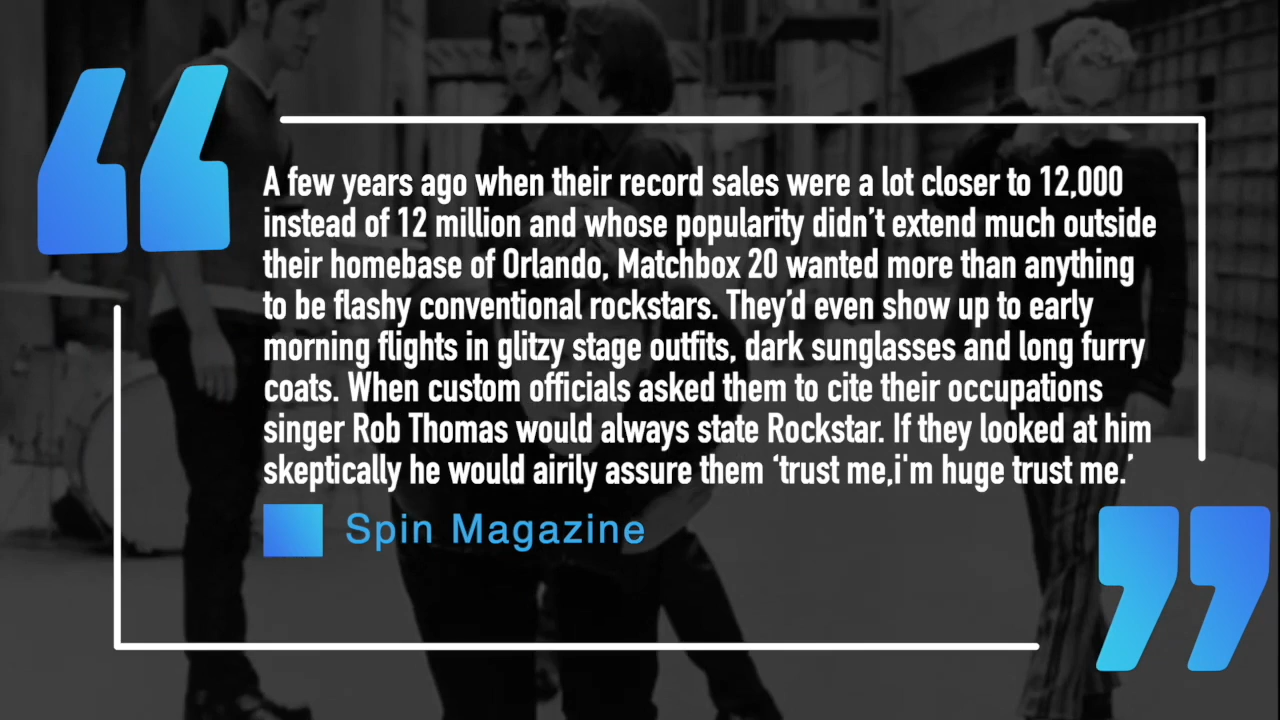 A few years ago when their record sales were a lot closer to 12,000
instead of 12 million and whose popularity didn’t extend much outside
their homebase of Orlando, Matchbox 20 wanted more than anything
to be flashy conventional rockstars. They’d even show up to early
morning flights in glitzy stage outfits, dark sunglasses and long furry
coats. When custom officials asked them to cite their occupations
singer Rob Thomas would always state Rockstar. If they looked at him
skeptically he would airily assure them ‘trust me,i'm huge trust me.’
Spin Magazine